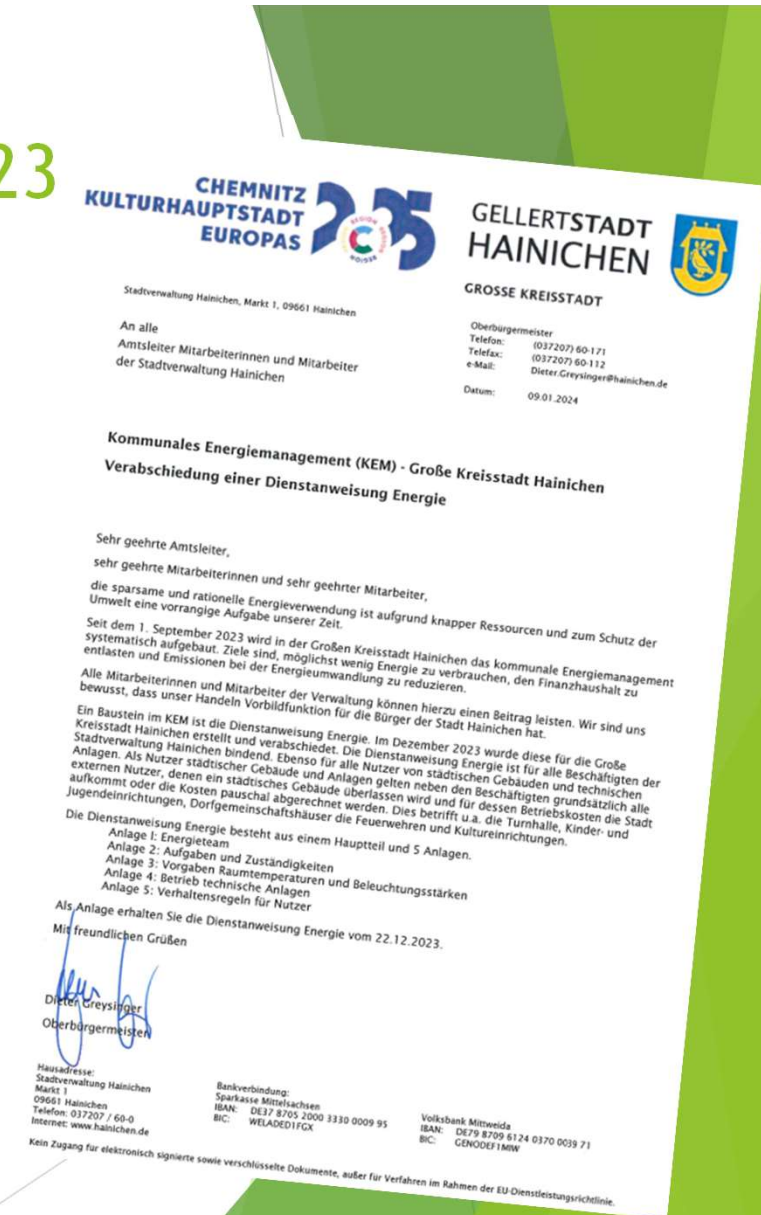 23
CHEMNITZ
KULTURHAUPTSTADT
EUROPAS
2025
C
REGION
GELLERTSTADT
HAINICHEN
GROSSE KREISSTADT
Stadtverwaltung Hainichen, Markt 1, 09661 Hainichen
An alle
Amtsleiter Mitarbeiterinnen und Mitarbeiter
der Stadtverwaltung Hainichen
Oberbürgermeister
Telefon: (037207) 60-171
Telefax: (037207) 60-112
e-Mail: Dieter.Greysinger@hainichen.de
Datum: 09.01.2024
Kommunales Energiemanagement (KEM) - Große Kreisstadt Hainichen
Verabschiedung einer Dienstanweisung Energie
Sehr geehrte Amtsleiter,
sehr geehrte Mitarbeiterinnen und sehr geehrter Mitarbeiter,
die sparsame und rationelle Energieverwendung ist aufgrund knapper Ressourcen und zum Schutz der
Umwelt eine vorrangige Aufgabe unserer Zeit.
Seit dem 1. September 2023 wird in der Großen Kreisstadt Hainichen das kommunale Energiemanagement
systematisch aufgebaut. Ziele sind, möglichst wenig Energie zu verbrauchen, den Finanzhaushalt zu
entlasten und Emissionen bei der Energieumwandlung zu reduzieren.
Alle Mitarbeiterinnen und Mitarbeiter der Verwaltung können hierzu einen Beitrag leisten. Wir sind uns
bewusst, dass unser Handeln Vorbildfunktion für die Bürger der Stadt Hainichen hat.
Ein Baustein im KEM ist die Dienstanweisung Energie. Im Dezember 2023 wurde diese für die Große
Kreisstadt Hainichen erstellt und verabschiedet. Die Dienstanweisung Energie ist für alle Beschäftigten der
Stadtverwaltung Hainichen bindend. Ebenso für alle Nutzer von städtischen Gebäuden und technischen
Anlagen. Als Nutzer städtischer Gebäude und Anlagen gelten neben den Beschäftigten grundsätzlich alle
externen Nutzer, denen ein städtisches Gebäude überlassen wird und für dessen Betriebskosten die Stadt
aufkommt oder die Kosten pauschal abgerechnet werden. Dies betrifft u.a. die Turnhalle, Kinder- und
Jugendeinrichtungen, Dorfgemeinschaftshäuser die Feuerwehren und Kultureinrichtungen.
Die Dienstanweisung Energie besteht aus einem Hauptteil und 5 Anlagen.
Anlage I: Energieteam
Anlage 2: Aufgaben und Zuständigkeiten
Anlage 3: Vorgaben Raumtemperaturen und Beleuchtungsstärken
Anlage 4: Betrieb technische Anlagen
Anlage 5: Verhaltensregeln für Nutzer
Als Anlage erhalten Sie die Dienstanweisung Energie vom 22.12.2023.
Mit freundlichen Grüßen
Dieter Greysinger
Oberbürgermeister
Hausadresse:
Stadtverwaltung Hainichen
Markt 1
09661 Hainichen
Telefon: 037207 / 60-0
Internet: www.hainichen.de
Bankverbindung:
Sparkasse Mittelsachsen
IBAN: DE37 8705 2000 3330 0009 95
BIC: WELADED1FGX
Volksbank Mittweida
IBAN: DE79 8709 6124 0370 0039 71
BIC: GENODEF1MIW
Kein Zugang für elektronisch signierte sowie verschlüsselte Dokumente, außer für Verfahren im Rahmen der EU-Dienstleistungsrichtlinie.